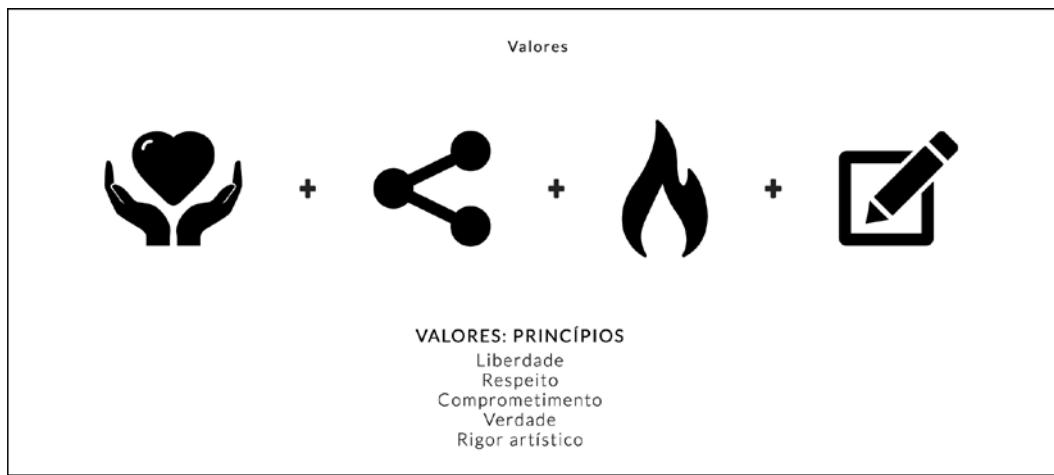 Valores
+ + +
VALORES: PRINCÍPIOS
Liberdade
Respeito
Comprometimento
Verdade
Rigor artístico